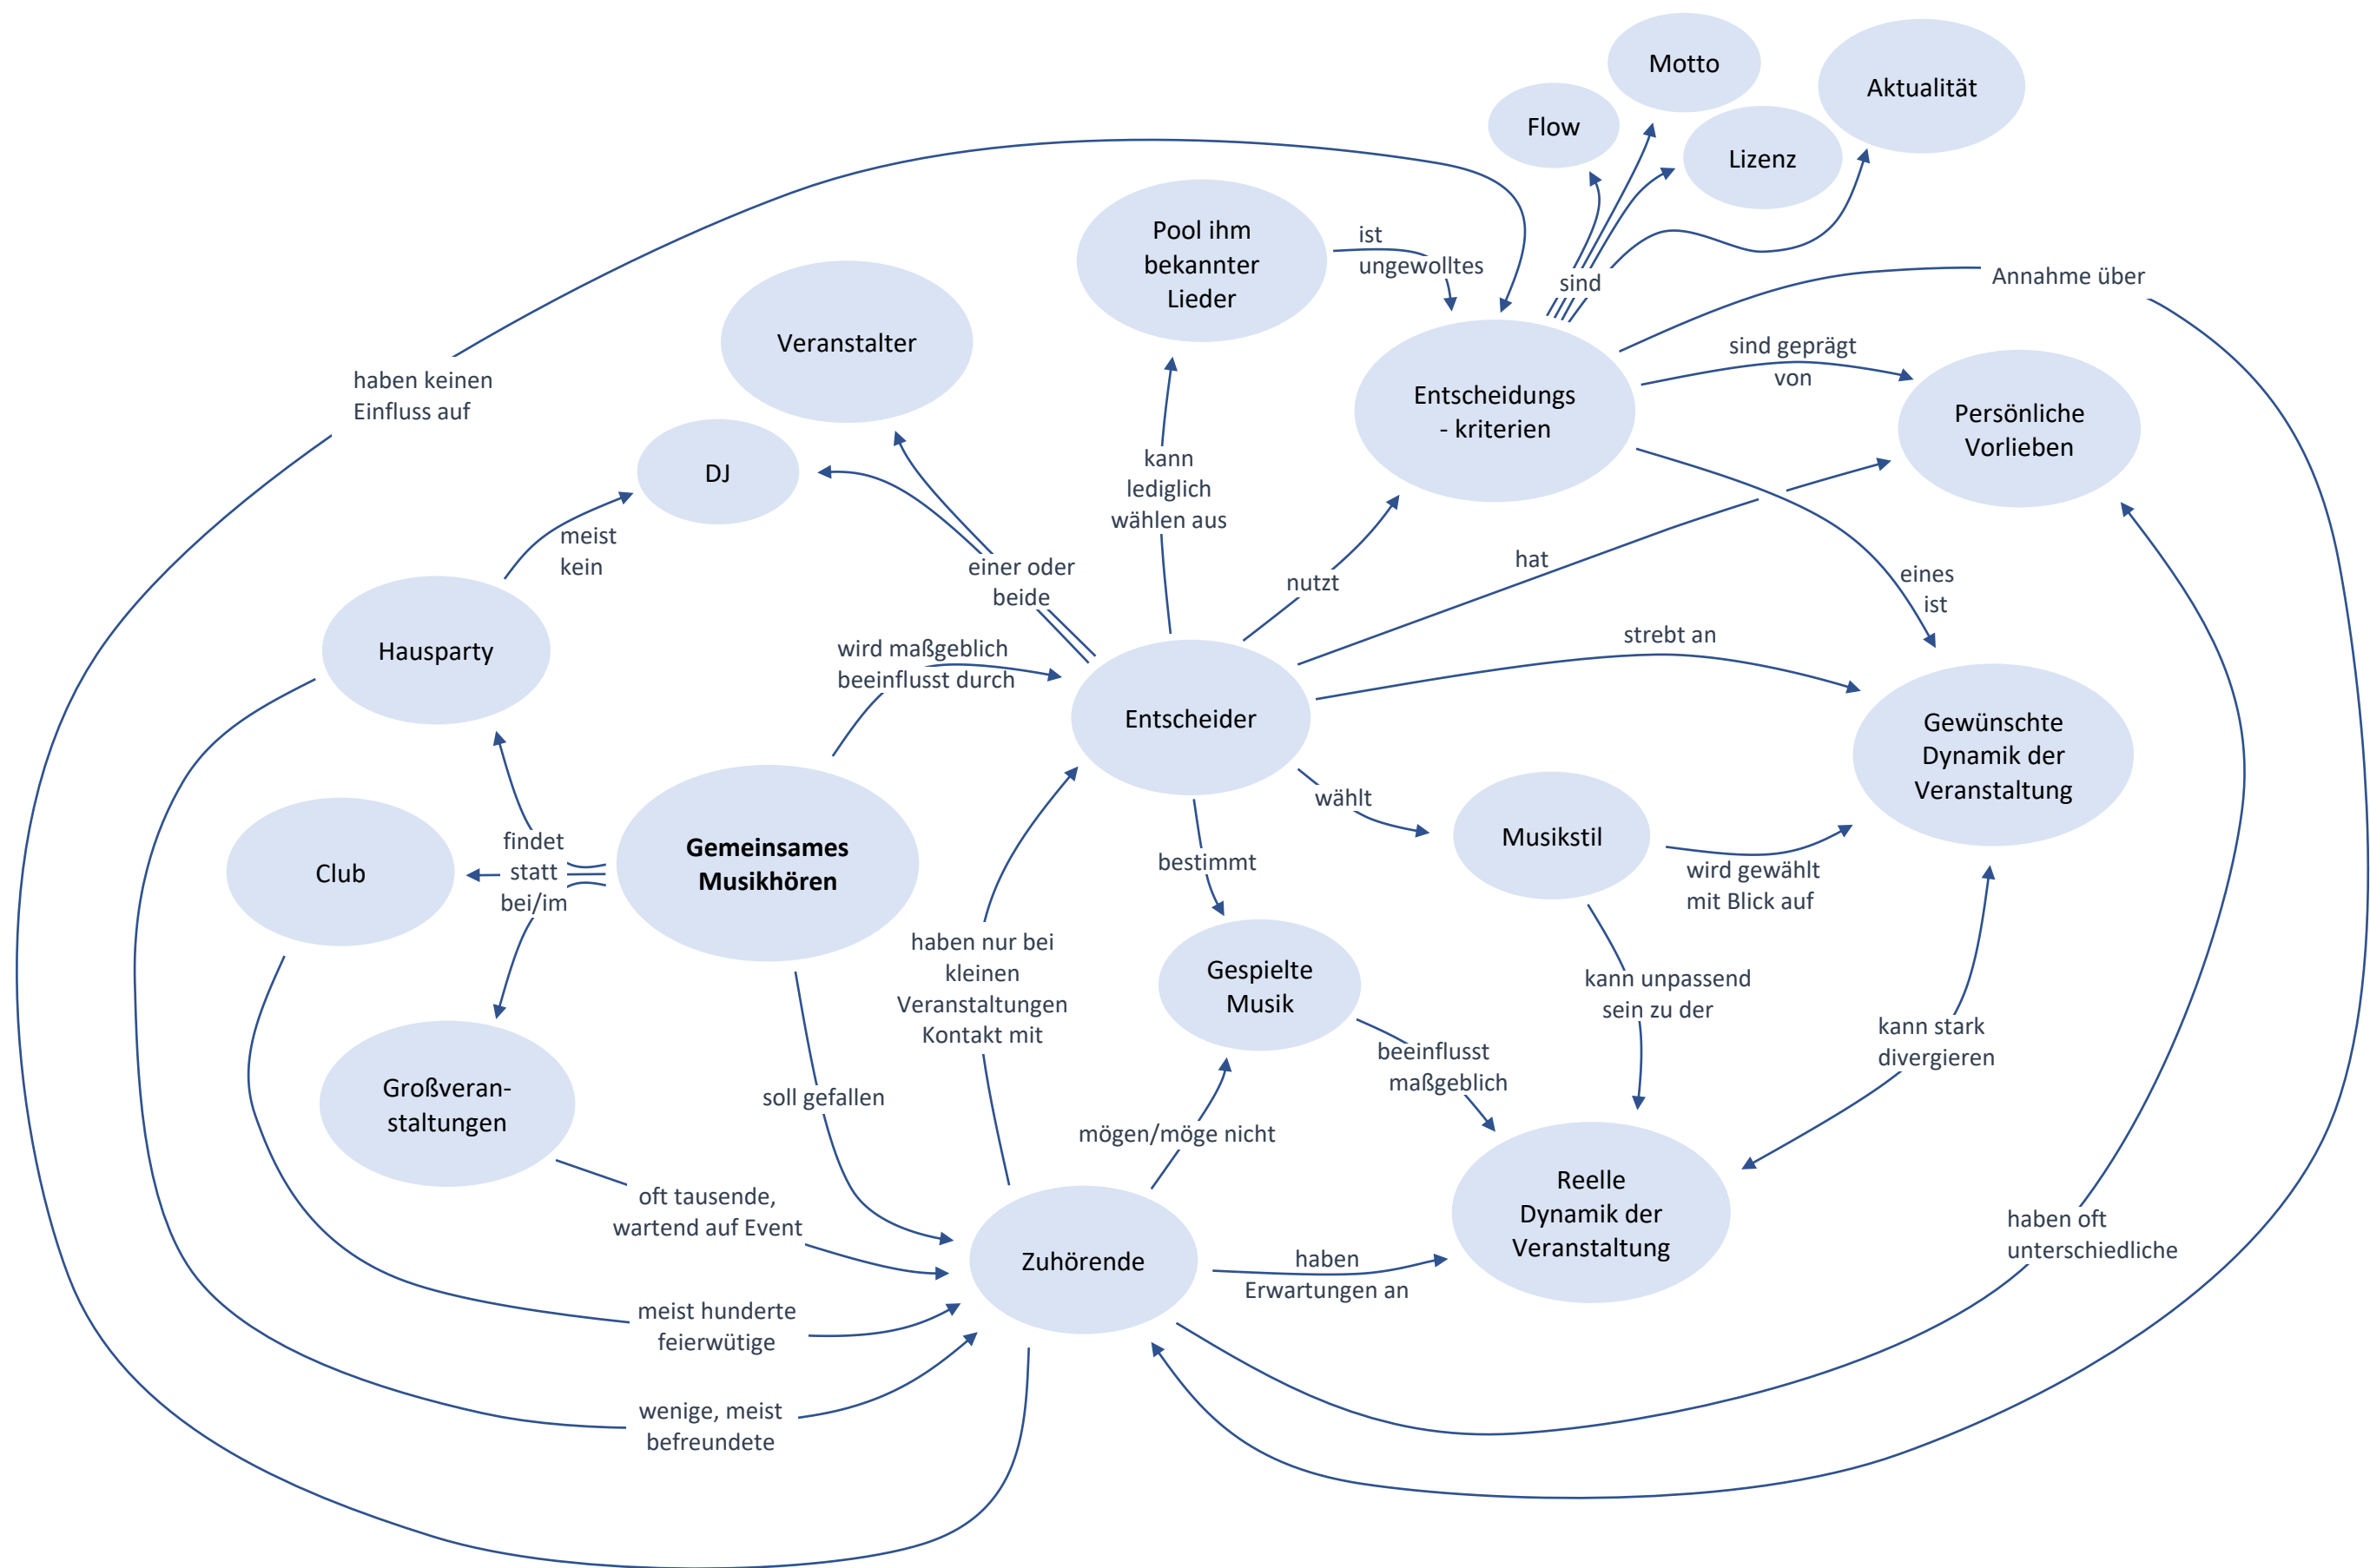 Motto
Aktualität
Flow
Lizenz
Pool ihm
bekannter
Lieder
ist
ungewolltes
sind
Annahme über
Veranstalter
sind geprägt
von
haben keinen
Einfluss auf
Entscheidungs
- kriterien
Persönliche
Vorlieben
DJ
kann
lediglich
wählen aus
meist
kein
einer oder
beide
nutzt
hat
eines
ist
Hausparty
wird maßgeblich
beeinflusst durch
strebt an
Entscheider
Gewünschte
Dynamik der
Veranstaltung
wählt
Musikstil
findet
statt
bei/im
Club
Gemeinsames
Musikhören
bestimmt
wird gewählt
mit Blick auf
haben nur bei
kleinen
Veranstaltungen
Kontakt mit
Gespielte
Musik
kann unpassend
sein zu der
kann stark
divergieren
beeinflusst
maßgeblich
Großveran-
staltungen
soll gefallen
mögen/möge nicht
oft tausende,
wartend auf Event
Reelle
Dynamik der
Veranstaltung
haben oft
unterschiedliche
Zuhörende
haben
Erwartungen an
meist hunderte
feierwütige
wenige, meist
befreundete